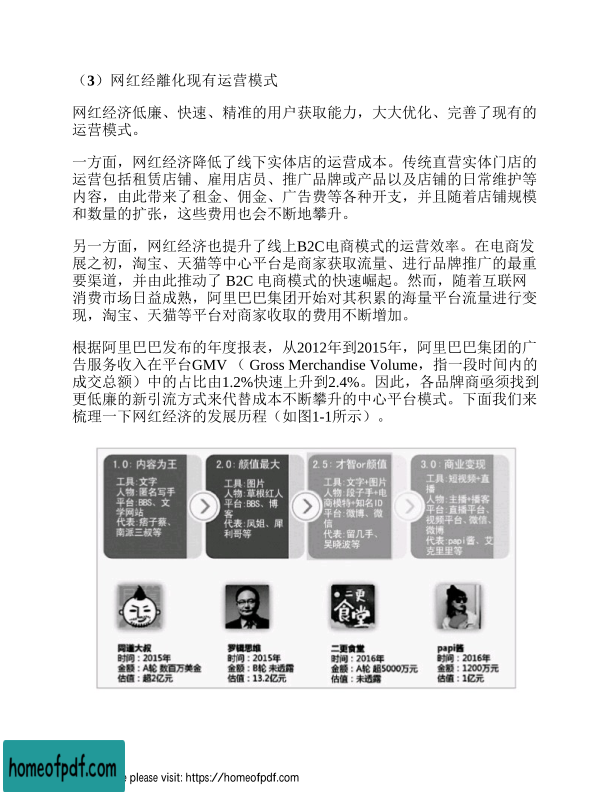 （3）网红经離化现有运营模式
网红经济低廉、快速、精准的用户获取能力，大大优化、完善了现有的
运营模式。
一方面，网红经济降低了线下实体店的运营成本。传统直营实体门店的
运营包括租赁店铺、雇用店员、推广品牌或产品以及店铺的日常维护等
内容，由此带来了租金、佣金、广告费等各种开支，并且随着店铺规模
和数量的扩张，这些费用也会不断地攀升。
另一方面，网红经济也提升了线上B2C电商模式的运营效率。在电商发
展之初，淘宝、天猫等中心平台是商家获取流量、进行品牌推广的最重
要渠道，并由此推动了 B2C 电商模式的快速崛起。然而，随着互联网
消费市场日益成熟，阿里巴巴集团开始对其积累的海量平台流量进行变
现，淘宝、天猫等平台对商家收取的费用不断增加。
根据阿里巴巴发布的年度报表，从2012年到2015年，阿里巴巴集团的广
告服务收入在平台GMV （ Gross Merchandise Volume，指一段时间内的
成交总额）中的占比由1.2%快速上升到2.4%。因此，各品牌商亟须找到
更低廉的新引流方式来代替成本不断攀升的中心平台模式。下面我们来
梳理一下网红经济的发展历程（如图1-1所示）。
1.0：内容为王
工具：文字
人物：匿名写手
平台：BBS、文
学网站
代表：痞子蔡、
南派三叔等
2.0：颜值最大
工具：图片
人物：草根红人
平台：BBS、博
客
代表：凤姐、犀
利哥等
2.5：才智or颜值
工具：文字+图片
人物：段子手+电
商模特+知名ID
平台：微博、微
信
代表：留几手、
呛晓波等
3.0：商业变现
工具：短视频+直
播
人物：主播+播客
平台：直播平台、
视频平台、微信、
微博
代表：papi酱、艾
克里里等
二更
食堂
同道大叔
时间：2015年
金额：A轮 数百万美金
估值：超2亿元
罗辑思维
时间：2015年
金额：B轮 未透露
估值：13.2亿元
二更食堂
时间：2016年
金额：A轮 超5000万元
估值：未透露
papi酱
时间：2016年
金额：1200万元
估值：1亿元
homeofpdf.com
please visit: https://homeofpdf.com